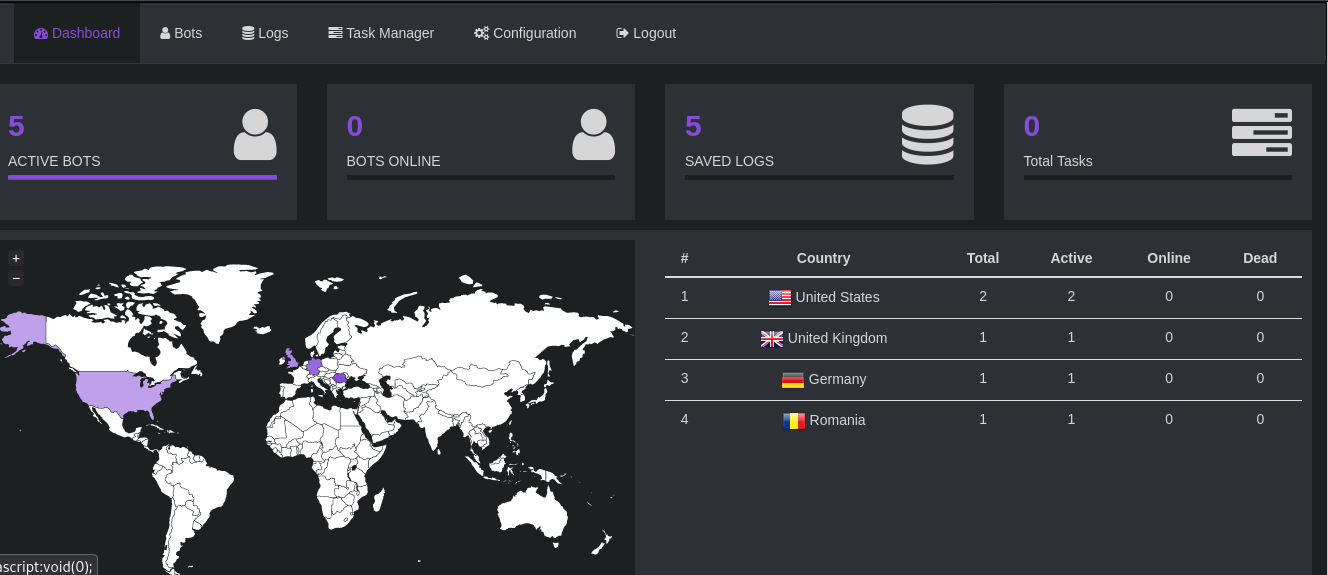 Dashboard Bots Logs Task Manager Configuration Logout
5 0 5 0
ACTIVE BOTS BOTS ONLINE SAVED LOGS Total Tasks
+
−
# Country Total Active Online Dead
1 United States 2 2 0 0
2 United Kingdom 1 1 0 0
3 Germany 1 1 0 0
4 Romania 1 1 0 0
ascript:void(0);